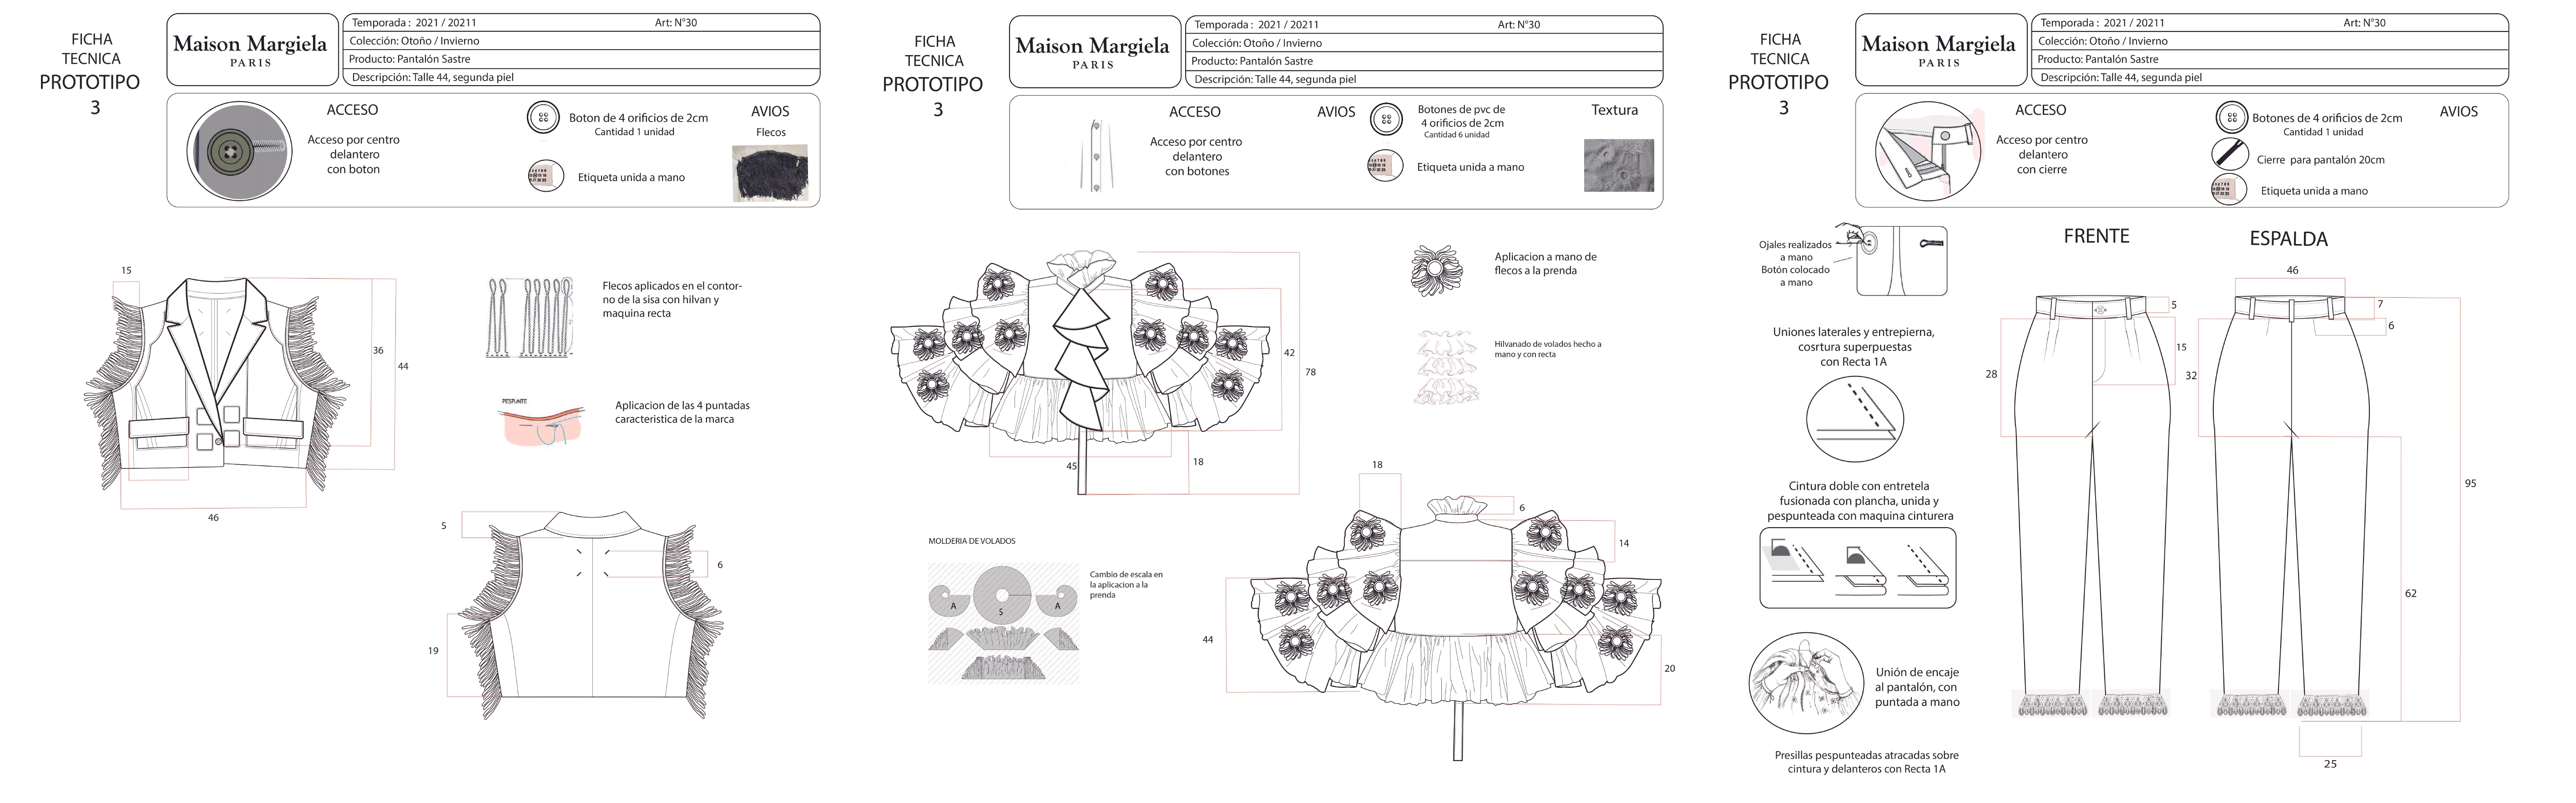 FICHA
TECNICA
PROTOTIPO
3
Maison Margiela
PARIS
Temporada : 2021 / 20211 Art: N°30
Colección: Otoño / Invierno
Producto: Pantalón Sastre
Descripción: Talle 44, segunda piel
ACCESO
Acceso por centro
delantero
con boton
Boton de 4 orificios de 2cm
Cantidad 1 unidad
Etiqueta unida a mano
AVIOS
Flecos
15
36
44
46
Flecos aplicados en el contor-
no de la sisa con hilvan y
maquina recta
PESPUNTE
Aplicacion de las 4 puntadas
caracteristica de la marca
5
6
19
FICHA
TECNICA
PROTOTIPO
3
Maison Margiela
PARIS
Temporada : 2021 / 20211 Art: N°30
Colección: Otoño / Invierno
Producto: Pantalón Sastre
Descripción: Talle 44, segunda piel
ACCESO
Acceso por centro
delantero
con botones
AVIOS
Botones de pvc de
4 orificios de 2cm
Cantidad 6 unidad
Etiqueta unida a mano
Textura
42
78
45
18
Aplicacion a mano de
flecos a la prenda
Hilvanado de volados hecho a
mano y con recta
MOLDERIA DE VOLADOS
A
S
A
Cambio de escala en
la aplicacion a la
prenda
18
6
14
44
20
FICHA
TECNICA
PROTOTIPO
3
Maison Margiela
PARIS
Temporada : 2021 / 20211 Art: N°30
Colección: Otoño / Invierno
Producto: Pantalón Sastre
Descripción: Talle 44, segunda piel
ACCESO
Acceso por centro
delantero
con cierre
Botones de 4 orificios de 2cm
Cantidad 1 unidad
Cierre para pantalón 20cm
Etiqueta unida a mano
AVIOS
Ojales realizados
a mano
Botón colocado
a mano
FRENTE
ESPALDA
46
5
7
6
15
28
32
95
62
25
Uniones laterales y entrepierna,
cosrtura superpuestas
con Recta 1A
Cintura doble con entretela
fusionada con plancha, unida y
pespunteada con maquina cinturera
Unión de encaje
al pantalón, con
puntada a mano
Presillas pespunteadas atracadas sobre
cintura y delanteros con Recta 1A